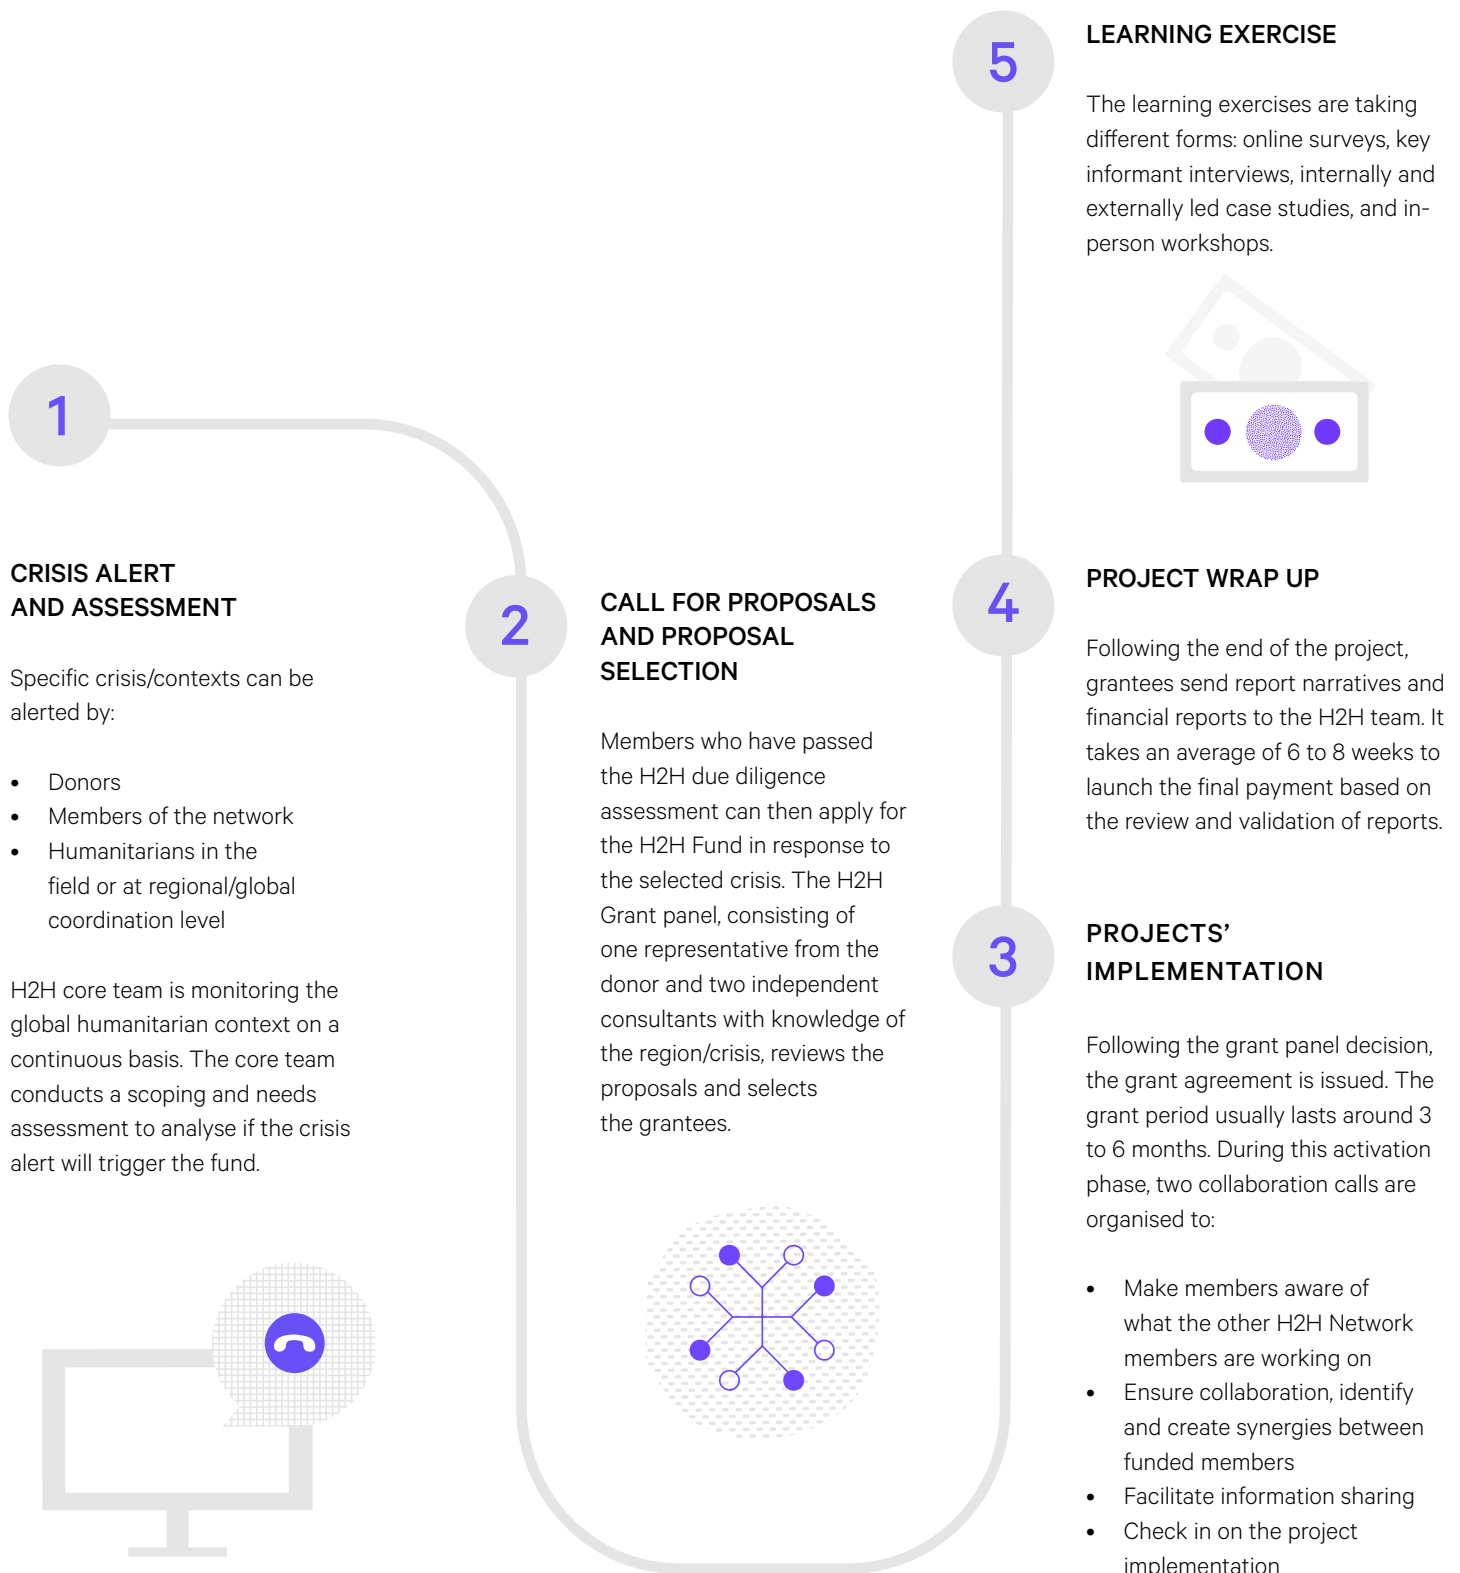 1
CRISIS ALERT
AND ASSESSMENT
Specific crisis/contexts can be
alerted by:
• Donors
• Members of the network
• Humanitarians in the
field or at regional/global
coordination level
H2H core team is monitoring the
global humanitarian context on a
continuous basis. The core team
conducts a scoping and needs
assessment to analyse if the crisis
alert will trigger the fund.
2
CALL FOR PROPOSALS
AND PROPOSAL
SELECTION
Members who have passed
the H2H due diligence
assessment can then apply for
the H2H Fund in response to
the selected crisis. The H2H
Grant panel, consisting of
one representative from the
donor and two independent
consultants with knowledge of
the region/crisis, reviews the
proposals and selects
the grantees.
3
PROJECTS’
IMPLEMENTATION
Following the grant panel decision,
the grant agreement is issued. The
grant period usually lasts around 3
to 6 months. During this activation
phase, two collaboration calls are
organised to:
• Make members aware of
what the other H2H Network
members are working on
• Ensure collaboration, identify
and create synergies between
funded members
• Facilitate information sharing
• Check in on the project
implementation
4
PROJECT WRAP UP
Following the end of the project,
grantees send report narratives and
financial reports to the H2H team. It
takes an average of 6 to 8 weeks to
launch the final payment based on
the review and validation of reports.
5
LEARNING EXERCISE
The learning exercises are taking
different forms: online surveys, key
informant interviews, internally and
externally led case studies, and in-
person workshops.